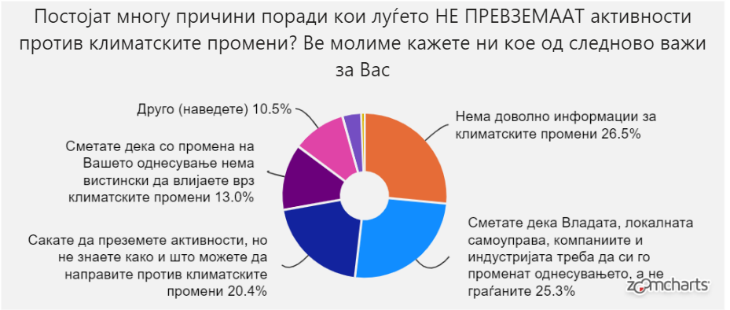 Постојат многу причини поради кои луѓето НЕ ПРЕВЗЕМААТ активности
против климатските промени? Ве молиме кажете ни кое од следново важи
за Вас
Друго (наведете) 10.5%
Сметате дека со промена на
Вашето однесување нема
вистински да влијаете врз
климатските промени 13.0%
Сакате да преземете активности, но
не знаете како и што можете да
направите против климатските
промени 20.4%
Нема доволно информации за
климатските промени 26.5%
Сметате дека Владата, локалната
самоуправа, компаниите и
индустријата треба да си го
променат однесувањето, а не
граѓаните 25.3%
zoomcharts